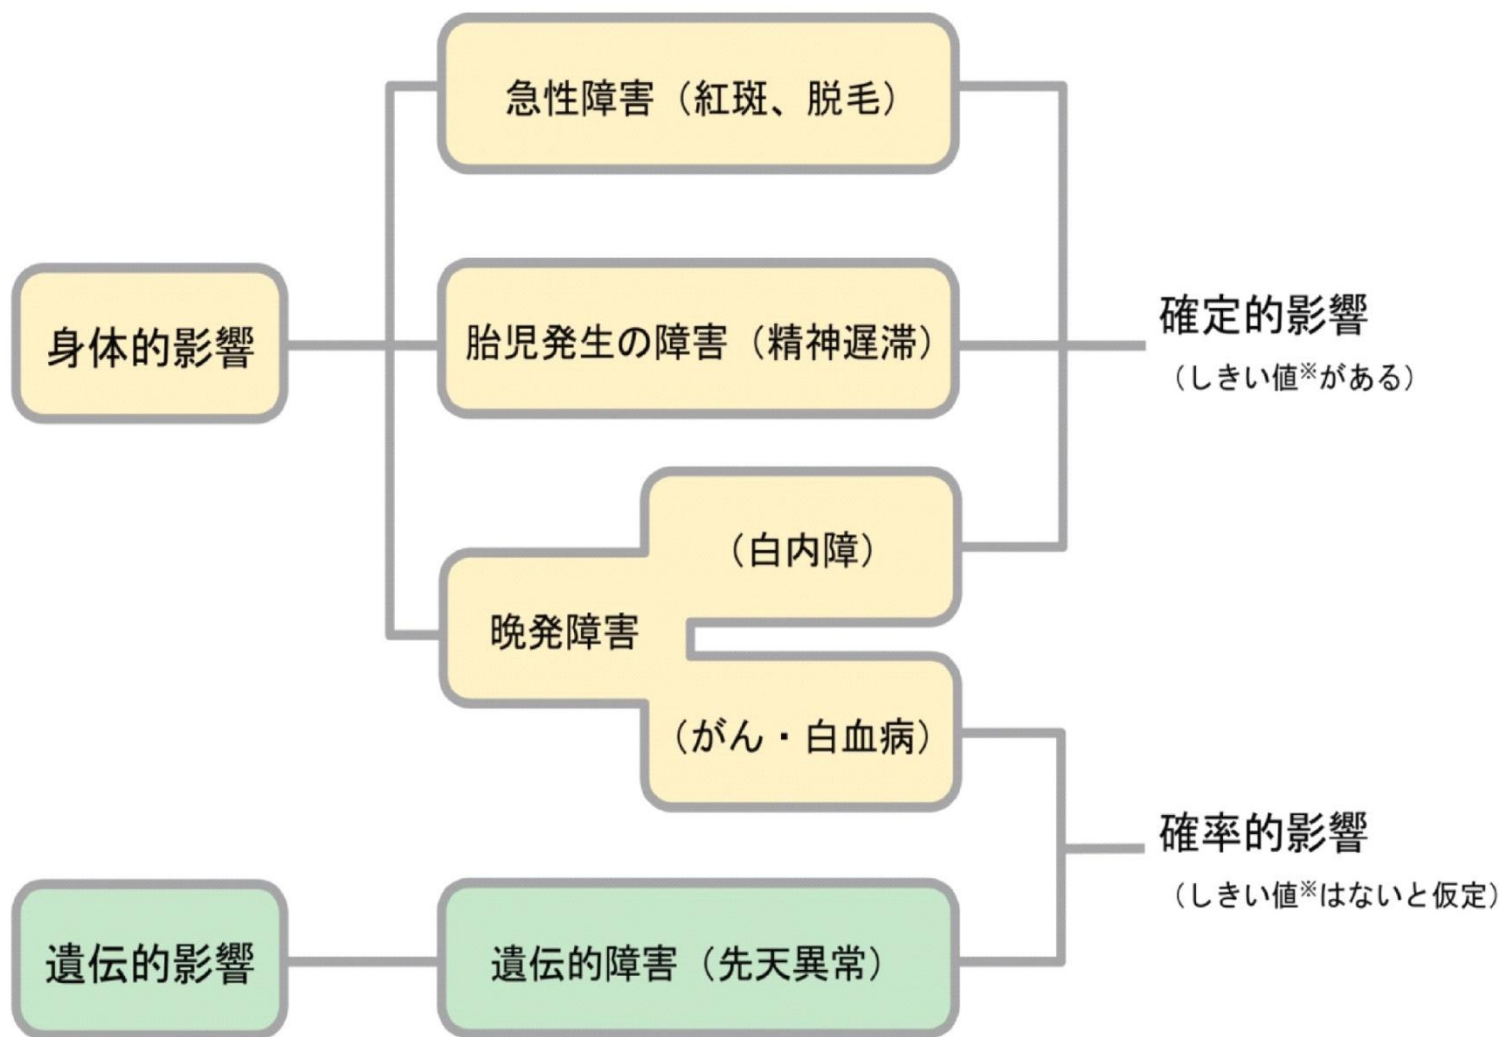 急性障害（紅斑、脱毛）
身体的影響
胎児発生の障害（精神遅滞）
確定的影響
（しきい値※がある）
（白内障）
晩発障害
（がん・白血病）
確率的影響
（しきい値※はないと仮定）
遺伝的影響
遺伝的障害（先天異常）